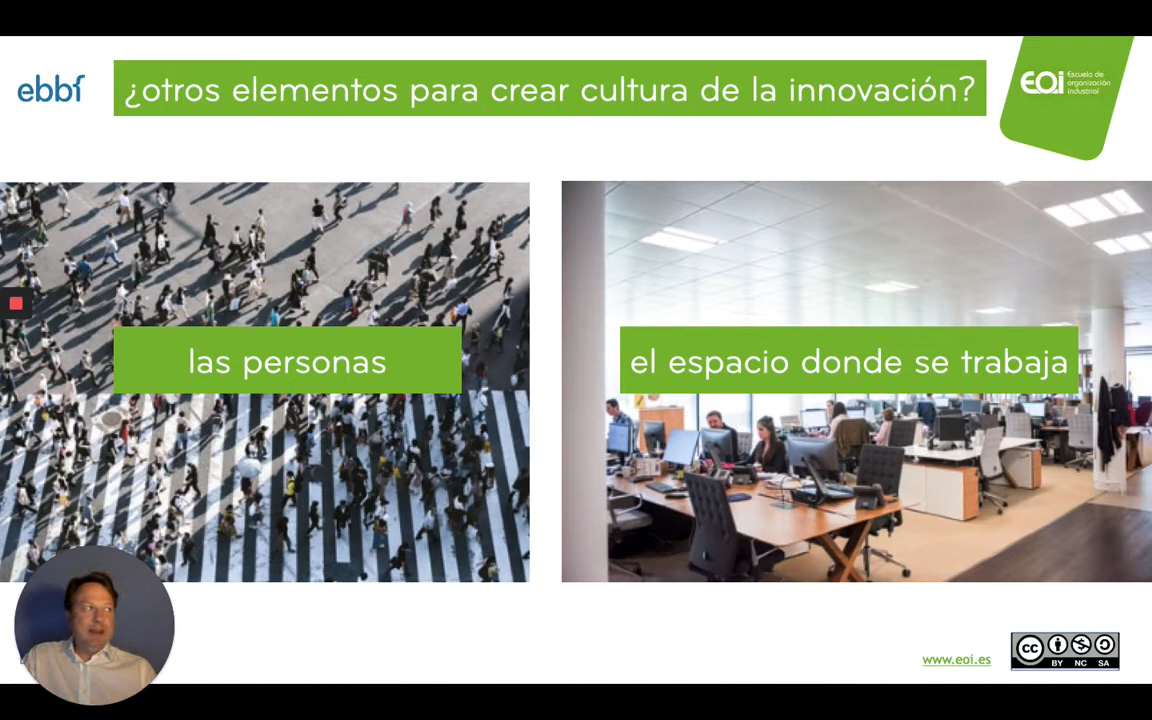 ebbf
¿otros elementos para crear cultura de la innovación?
EOi
Escuela de
organización
industrial
las personas
el espacio donde se trabaja
www.eoi.es
cc
BY NC SA